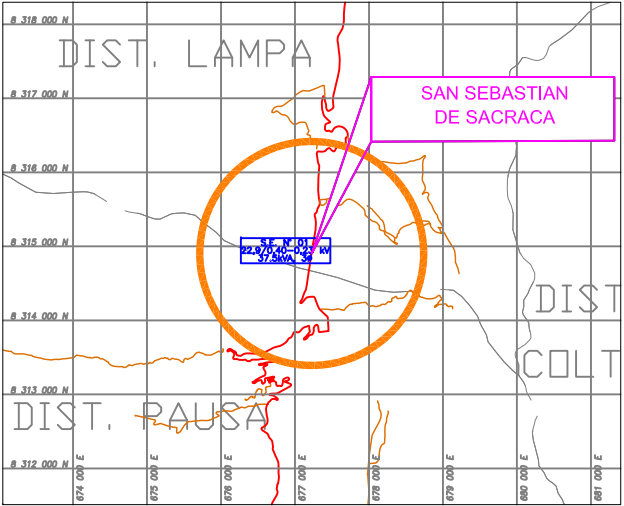 8 318 000 N
DIST. LAMPA
8 317 000 N
SAN SEBASTIAN
DE SACRACA
8 316 000 N
8 315 000 N
S.E. N° 01
22,9/0,40-0,23 kV
37.5kVA, 3Ø
DIST
8 314 000 N
COLT
8 313 000 N
DIST. PAUSA
8 312 000 N
674 000 E
675 000 E
676 000 E
677 000 E
678 000 E
679 000 E
680 000 E
681 000 E